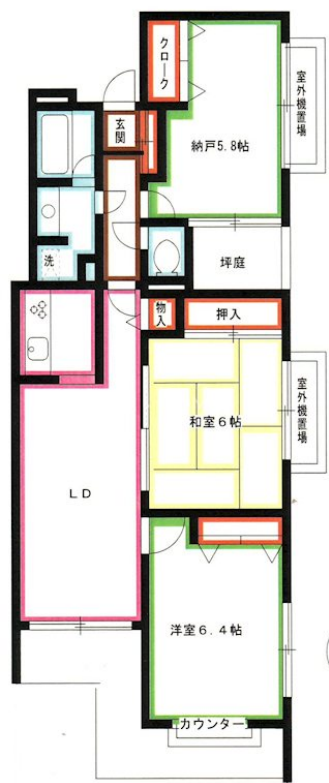 クローク
納戸5.8帖
室外機置場
玄関
洗
坪庭
物入
押入
和室6帖
室外機置場
LD
洋室6.4帖
カウンター